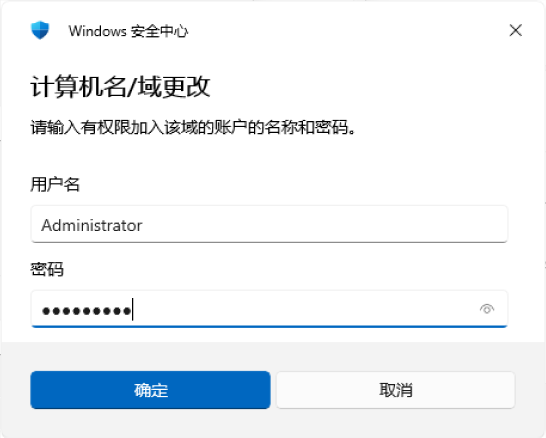 Windows 安全中心
计算机名/域更改
请输入有权限加入该域的账户的名称和密码。
用户名
Administrator
密码
●●●●●●●●●
确定
取消